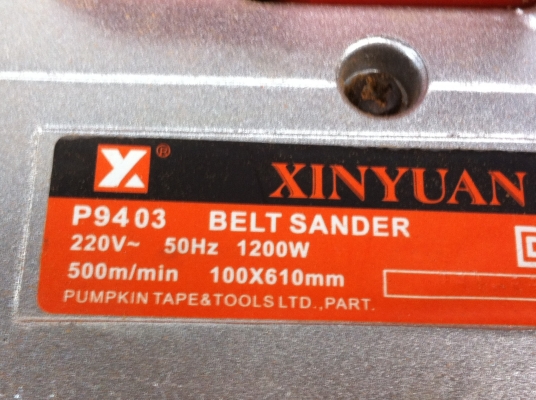 ® XINYUAN
P9403 BELT SANDER
220V~ 50Hz 1200W
500m/min 100X610mm
PUMPKIN TAPE&TOOLS LTD.,PART.